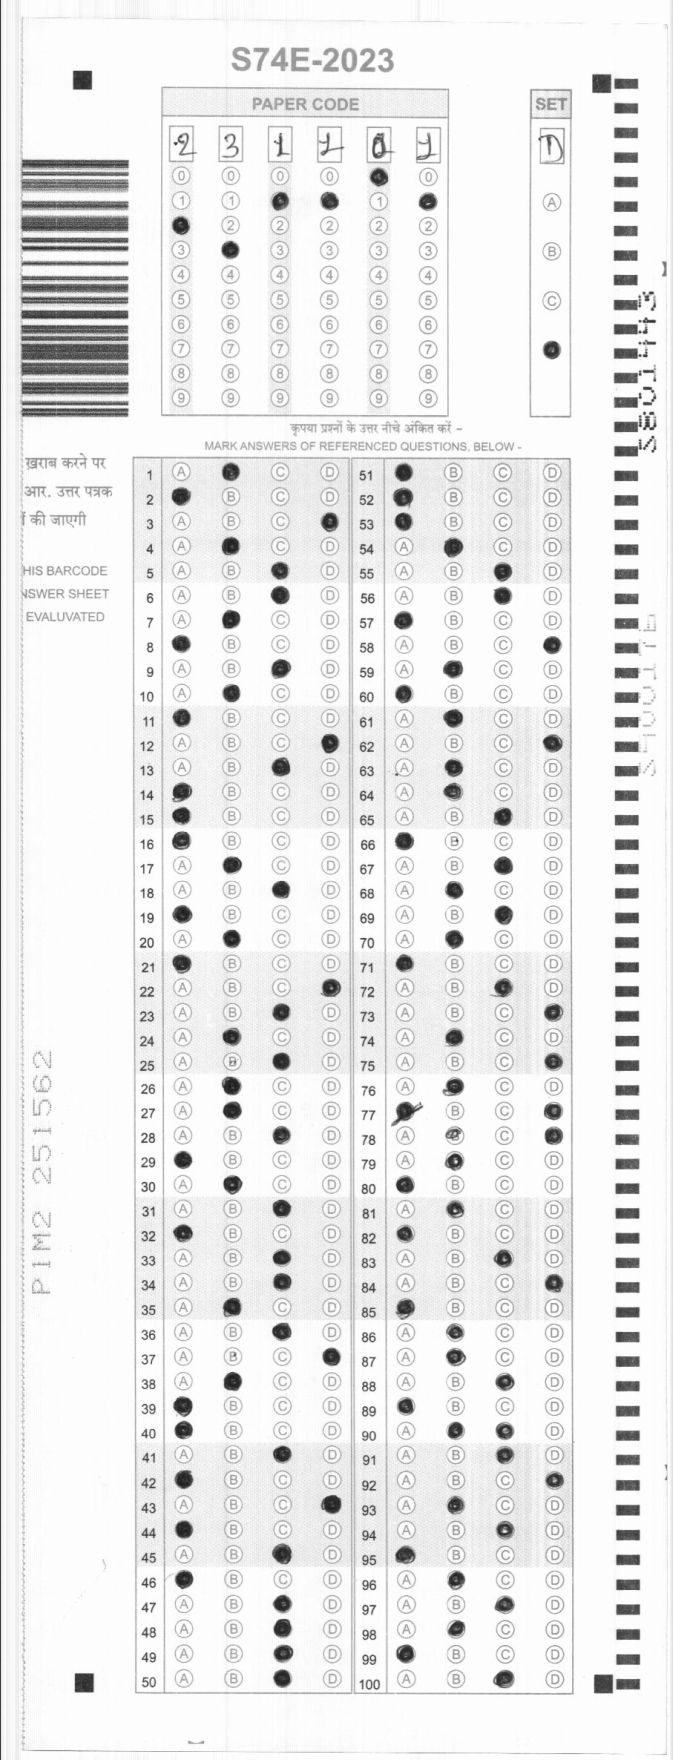 S74E-2023
PAPER CODE
SET
2 3 1 1 0 1
D
0 0 0 0 0 0
1 1 1 1 1 1
A
2 2 2 2 2 2
3 3 3 3 3 3
B
4 4 4 4 4 4
5 5 5 5 5 5
C
6 6 6 6 6 6
7 7 7 7 7 7
8 8 8 8 8 8
9 9 9 9 9 9
कृपया प्रश्नों के उत्तर नीचे अंकित करें –
MARK ANSWERS OF REFERENCED QUESTIONS, BELOW -
ख़राब करने पर
आर. उत्तर पत्रक
की जाएगी
HIS BARCODE
NSWER SHEET
EVALUVATED
1 A C D 51 B C D
2 B C D 52 B C D
3 A B C 53 B C D
4 A C D 54 A C D
5 A B D 55 A B D
6 A B D 56 A B D
7 A C D 57 B C D
8 B C D 58 A B C
9 A B D 59 A C D
10 A C D 60 B C D
11 B C D 61 A C D
12 A B C 62 A B C
13 A B D 63 A C D
14 B C D 64 A C D
15 B C D 65 A B D
16 B C D 66 B C D
17 A C D 67 A B D
18 A B D 68 A C D
19 B C D 69 A B D
20 A C D 70 A C D
21 B C D 71 B C D
22 A B C 72 A B D
23 A B D 73 A B C
24 A C D 74 A C D
25 A B D 75 A B C
26 A C D 76 A C D
27 A C D 77 B C
28 A B D 78 A B C
29 B C D 79 A C D
30 A C D 80 B C D
31 A B D 81 A C D
32 B C D 82 B C D
33 A B D 83 A B D
34 A B D 84 A B C
35 A C D 85 B C D
36 A B D 86 A C D
37 A B C 87 A C D
38 A C D 88 A B D
39 B C D 89 B C D
40 B C D 90 A D
41 A B D 91 A B D
42 B C D 92 A B C
43 A B C 93 A C D
44 B C D 94 A B D
45 A B D 95 B C D
46 B C D 96 A C D
47 A B D 97 A B D
48 A B D 98 A C D
49 A B D 99 B C D
50 A B D 100 A B D
P1M2 251562